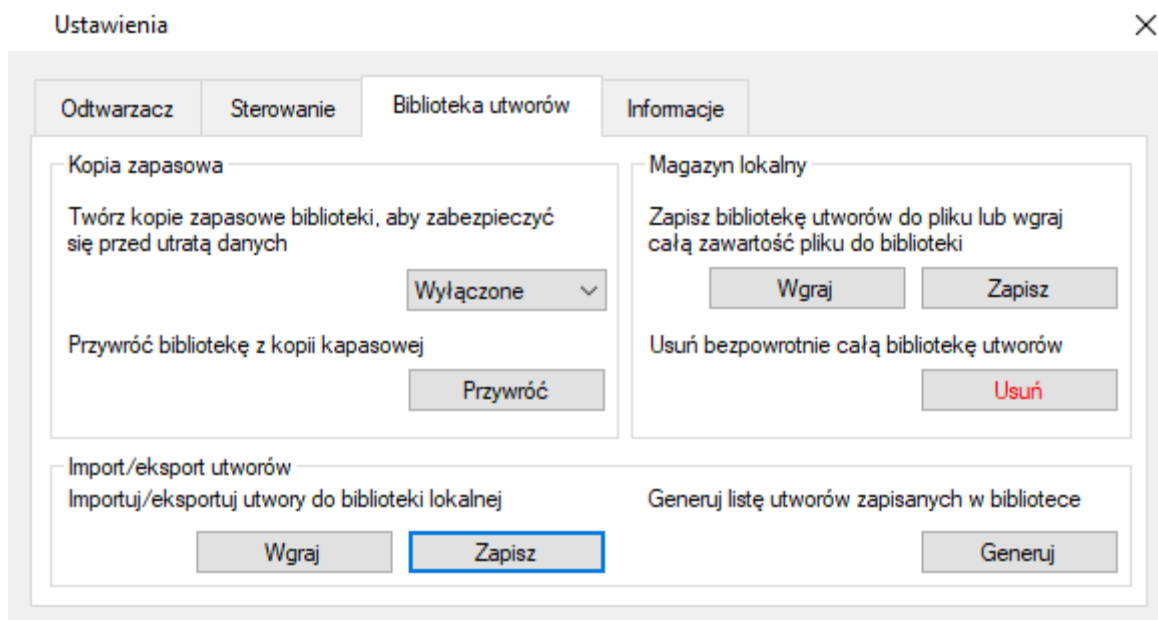 Ustawienia
Odtwarzacz Sterowanie Biblioteka utworów Informacje
Kopia zapasowa
Twórz kopie zapasowe biblioteki, aby zabezpieczyć
się przed utratą danych
Wyłączone
Przywróć bibliotekę z kopii kapasowej
Przywróć
Magazyn lokalny
Zapisz bibliotekę utworów do pliku lub wgraj
całą zawartość pliku do biblioteki
Wgraj Zapisz
Usuń bezpowrotnie całą bibliotekę utworów
Usuń
Import/eksport utworów
Importuj/eksportuj utwory do biblioteki lokalnej
Wgraj Zapisz
Generuj listę utworów zapisanych w bibliotece
Generuj